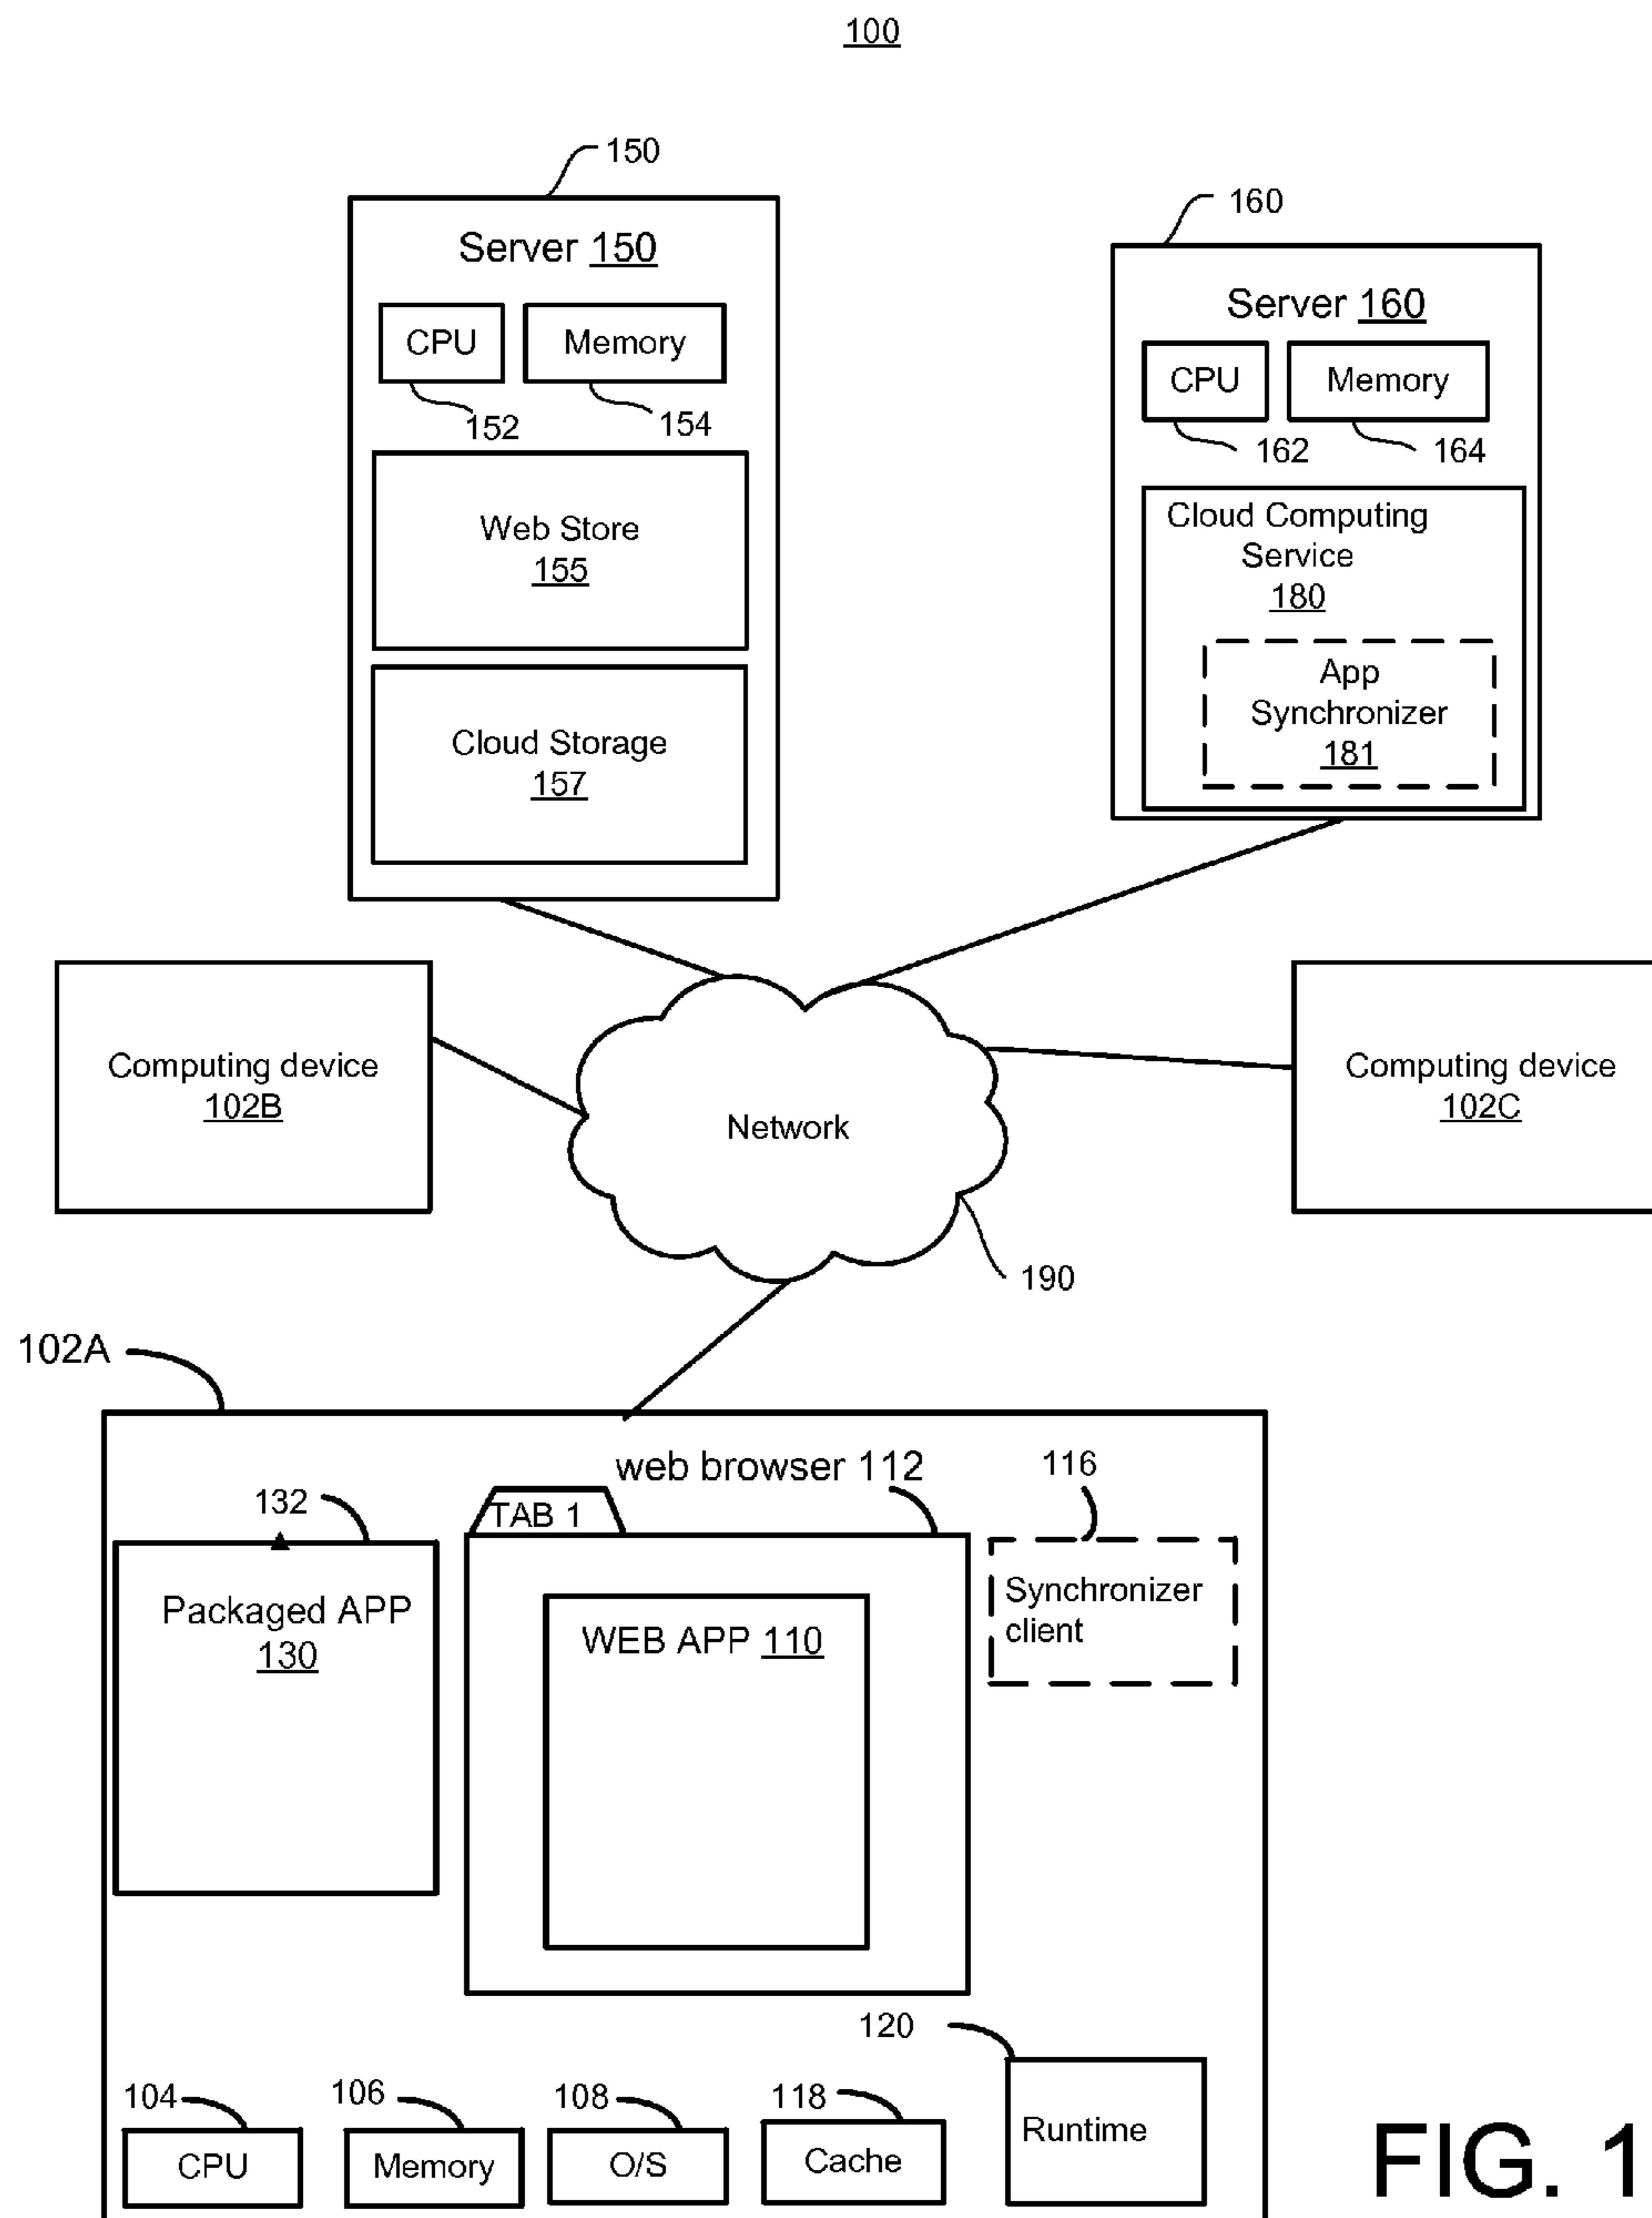 100
150
Server 150
CPU
Memory
152
154
Web Store
155
Cloud Storage
157
160
Server 160
CPU
Memory
162
164
Cloud Computing
Service
180
App
Synchronizer
181
Computing device
102B
Network
190
Computing device
102C
102A
132
Packaged APP
130
web browser 112
TAB 1
WEB APP 110
116
Synchronizer
client
104
CPU
106
Memory
108
O/S
118
Cache
120
Runtime
FIG. 1